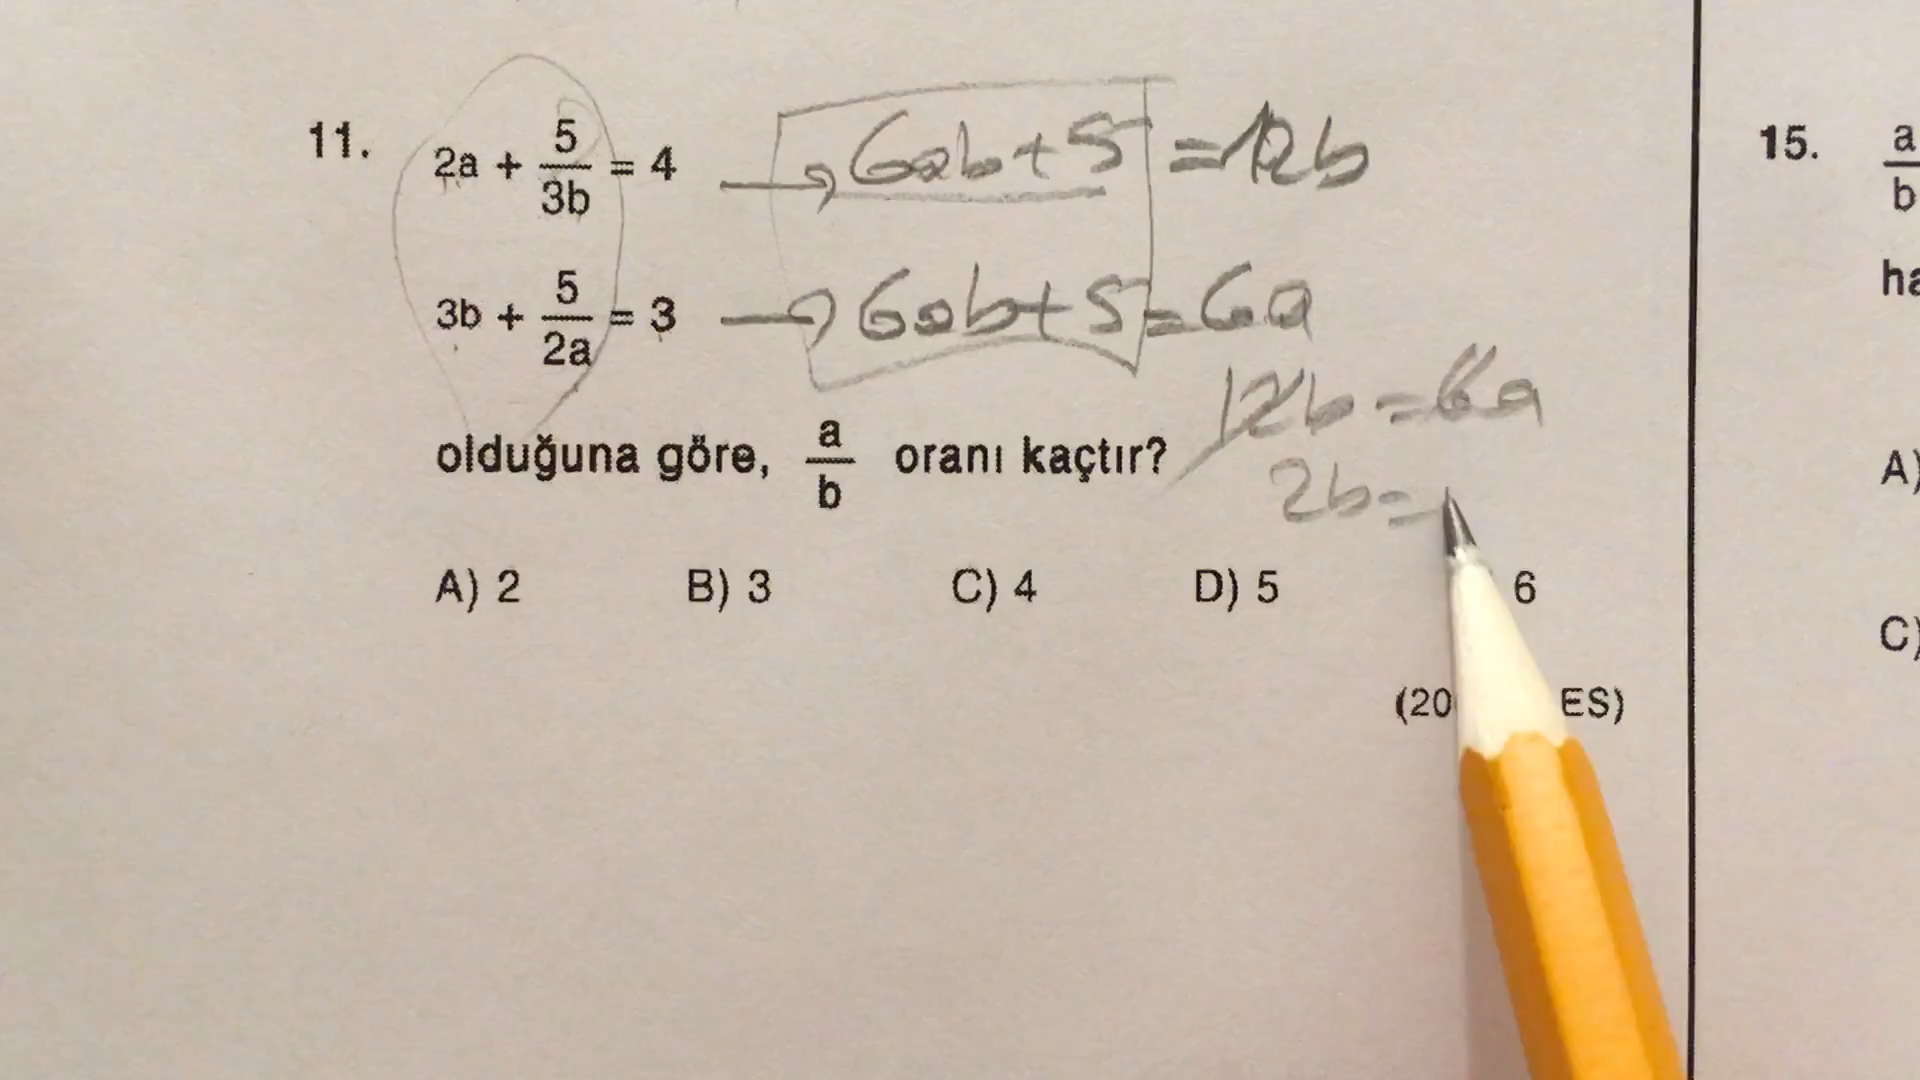 11. 2a + 5/3b = 4 → 6ab+5 = 12b
3b + 5/2a = 3 → 6ab+5 = 6a
12b = 6a
olduğuna göre, a/b oranı kaçtır?
2b=
A) 2 B) 3 C) 4 D) 5 6
(20 ES)
15. a
b
ha
A)
C)